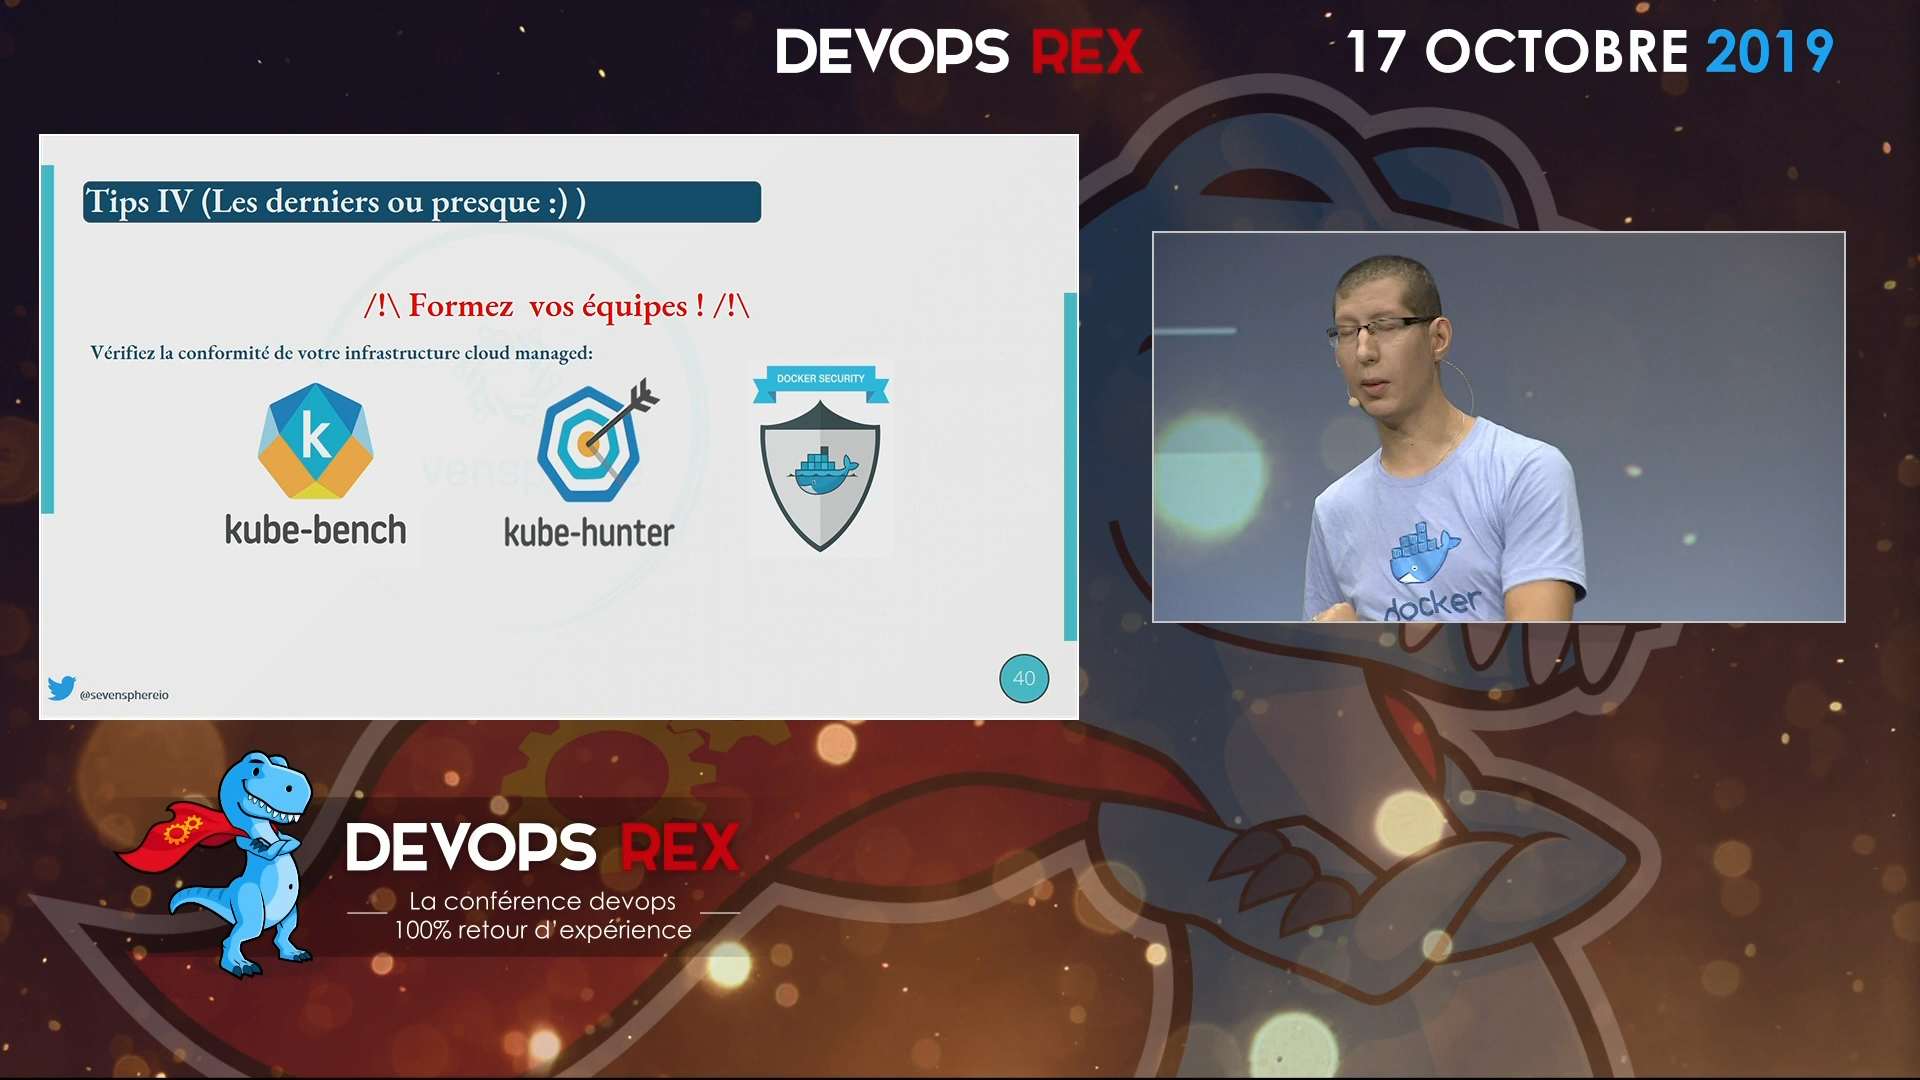 DEVOPS REX
17 OCTOBRE 2019
Tips IV (Les derniers ou presque :) )
/!\ Formez vos équipes ! /!\
Vérifiez la conformité de votre infrastructure cloud managed:
k
DOCKER SECURITY
kube-bench
kube-hunter
@sevensphereio
40
docker
DEVOPS REX
La conférence devops
100% retour d'expérience